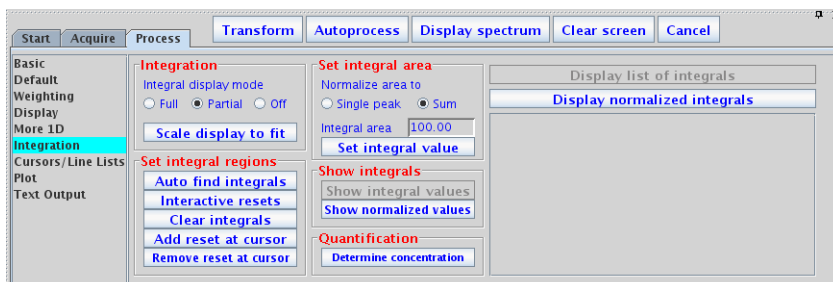 Start Acquire Process Transform Autoprocess Display spectrum Clear screen Cancel
Basic
Default
Weighting
Display
More 1D
Integration
Cursors/Line Lists
Plot
Text Output
Integration
Integral display mode
Full Partial Off
Scale display to fit
Set integral regions
Auto find integrals
Interactive resets
Clear integrals
Add reset at cursor
Remove reset at cursor
Set integral area
Normalize area to
Single peak Sum
Integral area 100.00
Set integral value
Show integrals
Show integral values
Show normalized values
Quantification
Determine concentration
Display list of integrals
Display normalized integrals